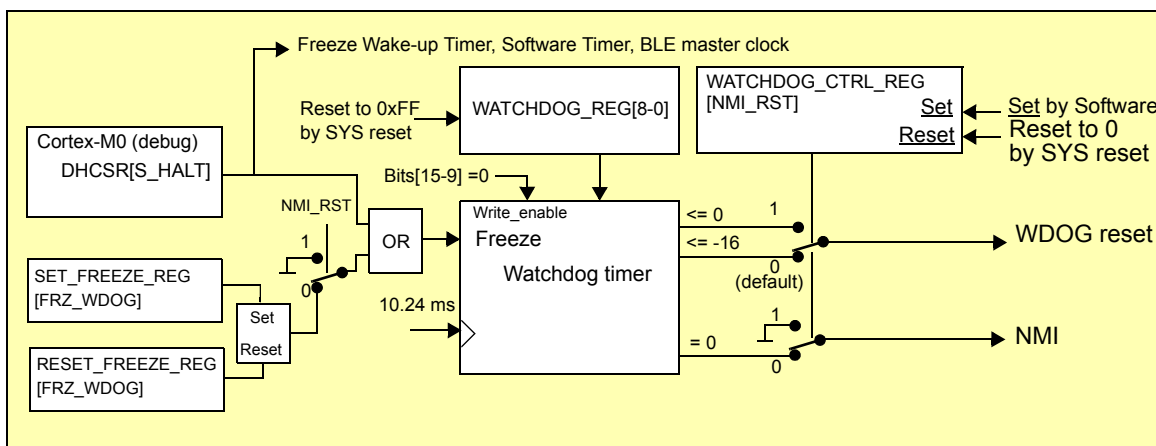 Freeze Wake-up Timer, Software Timer, BLE master clock
Reset to 0xFF
by SYS reset
WATCHDOG_REG[8-0]
WATCHDOG_CTRL_REG
[NMI_RST]
Set
Reset
Set by Software
Reset to 0
by SYS reset
Cortex-M0 (debug)
DHCSR[S_HALT]
Bits[15-9] =0
NMI_RST
1
0
OR
Write_enable
Freeze
Watchdog timer
10.24 ms
<= 0
<= -16
= 0
1
0
(default)
WDOG reset
1
0
NMI
SET_FREEZE_REG
[FRZ_WDOG]
Set
Reset
RESET_FREEZE_REG
[FRZ_WDOG]